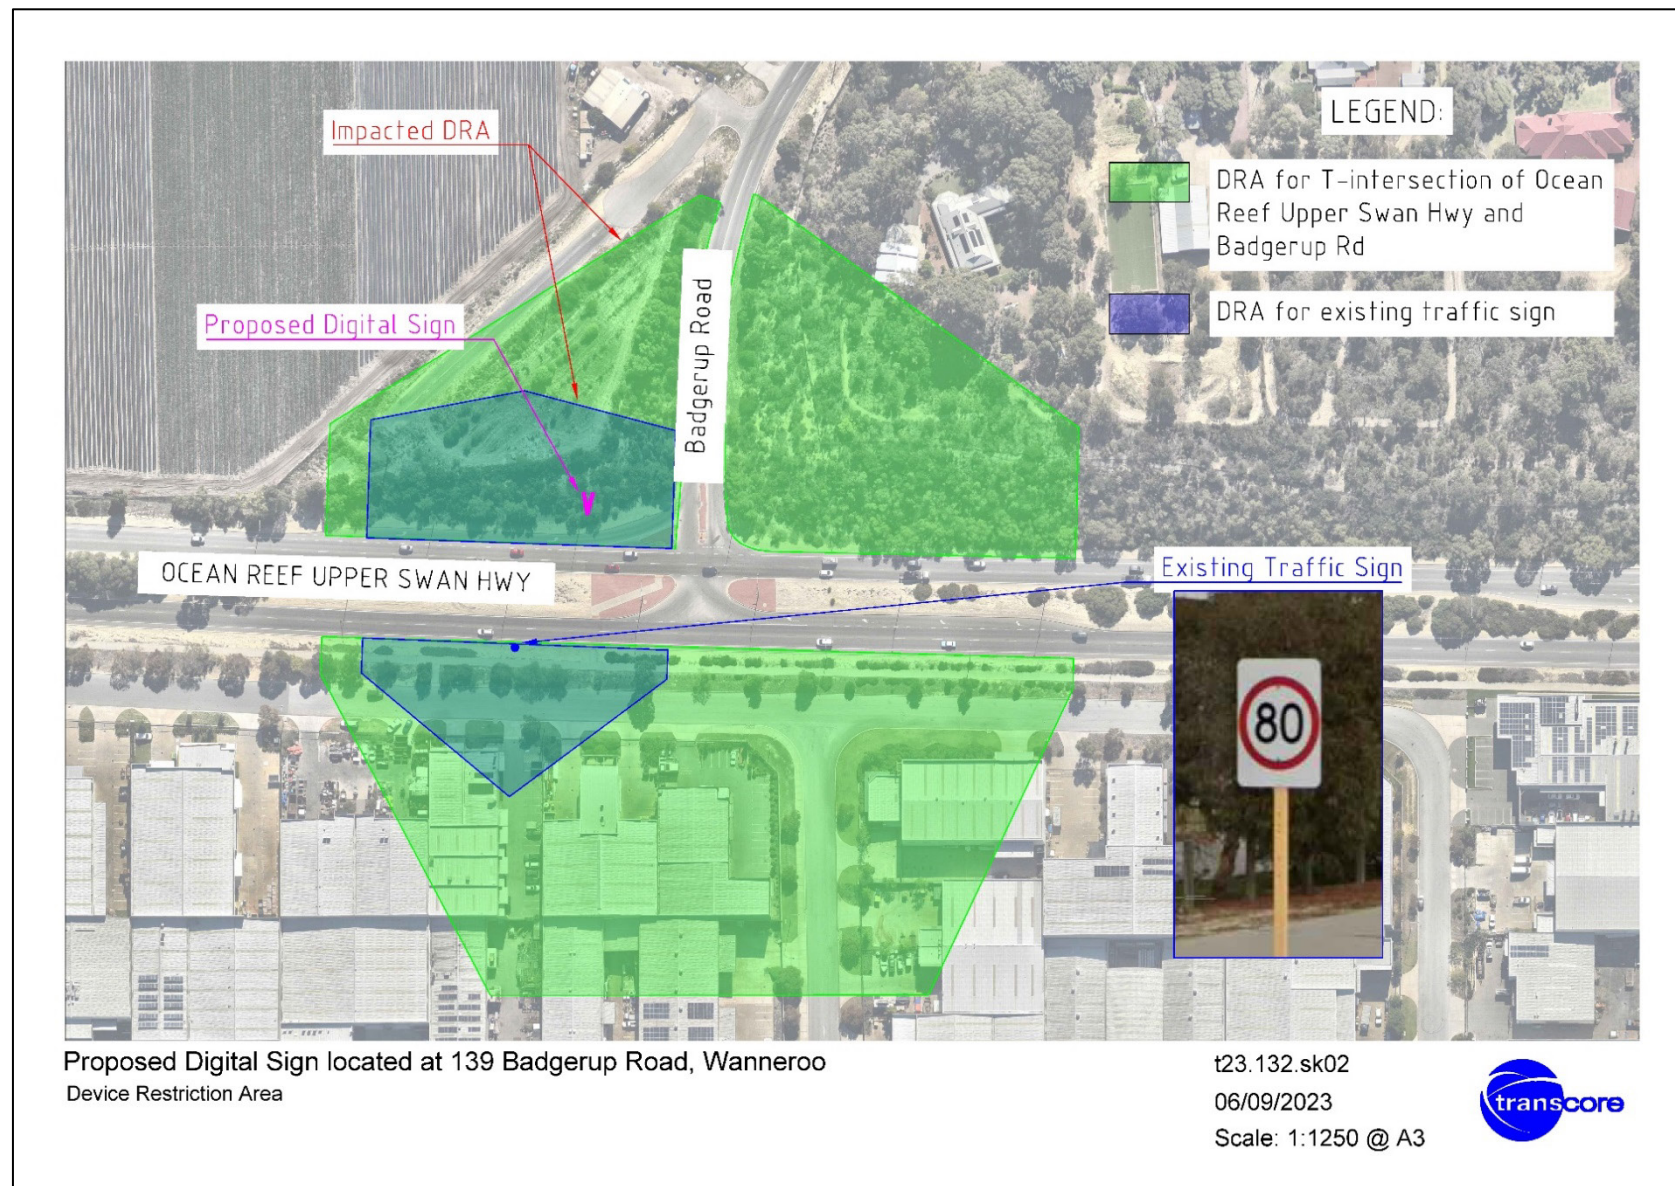 Impacted DRA
LEGEND:
DRA for T-intersection of Ocean
Reef Upper Swan Hwy and
Badgerup Rd
Proposed Digital Sign
DRA for existing traffic sign
Badgerup Road
OCEAN REEF UPPER SWAN HWY
Existing Traffic Sign
80
Proposed Digital Sign located at 139 Badgerup Road, Wanneroo
Device Restriction Area
t23.132.sk02
06/09/2023
Scale: 1:1250 @ A3
transcore